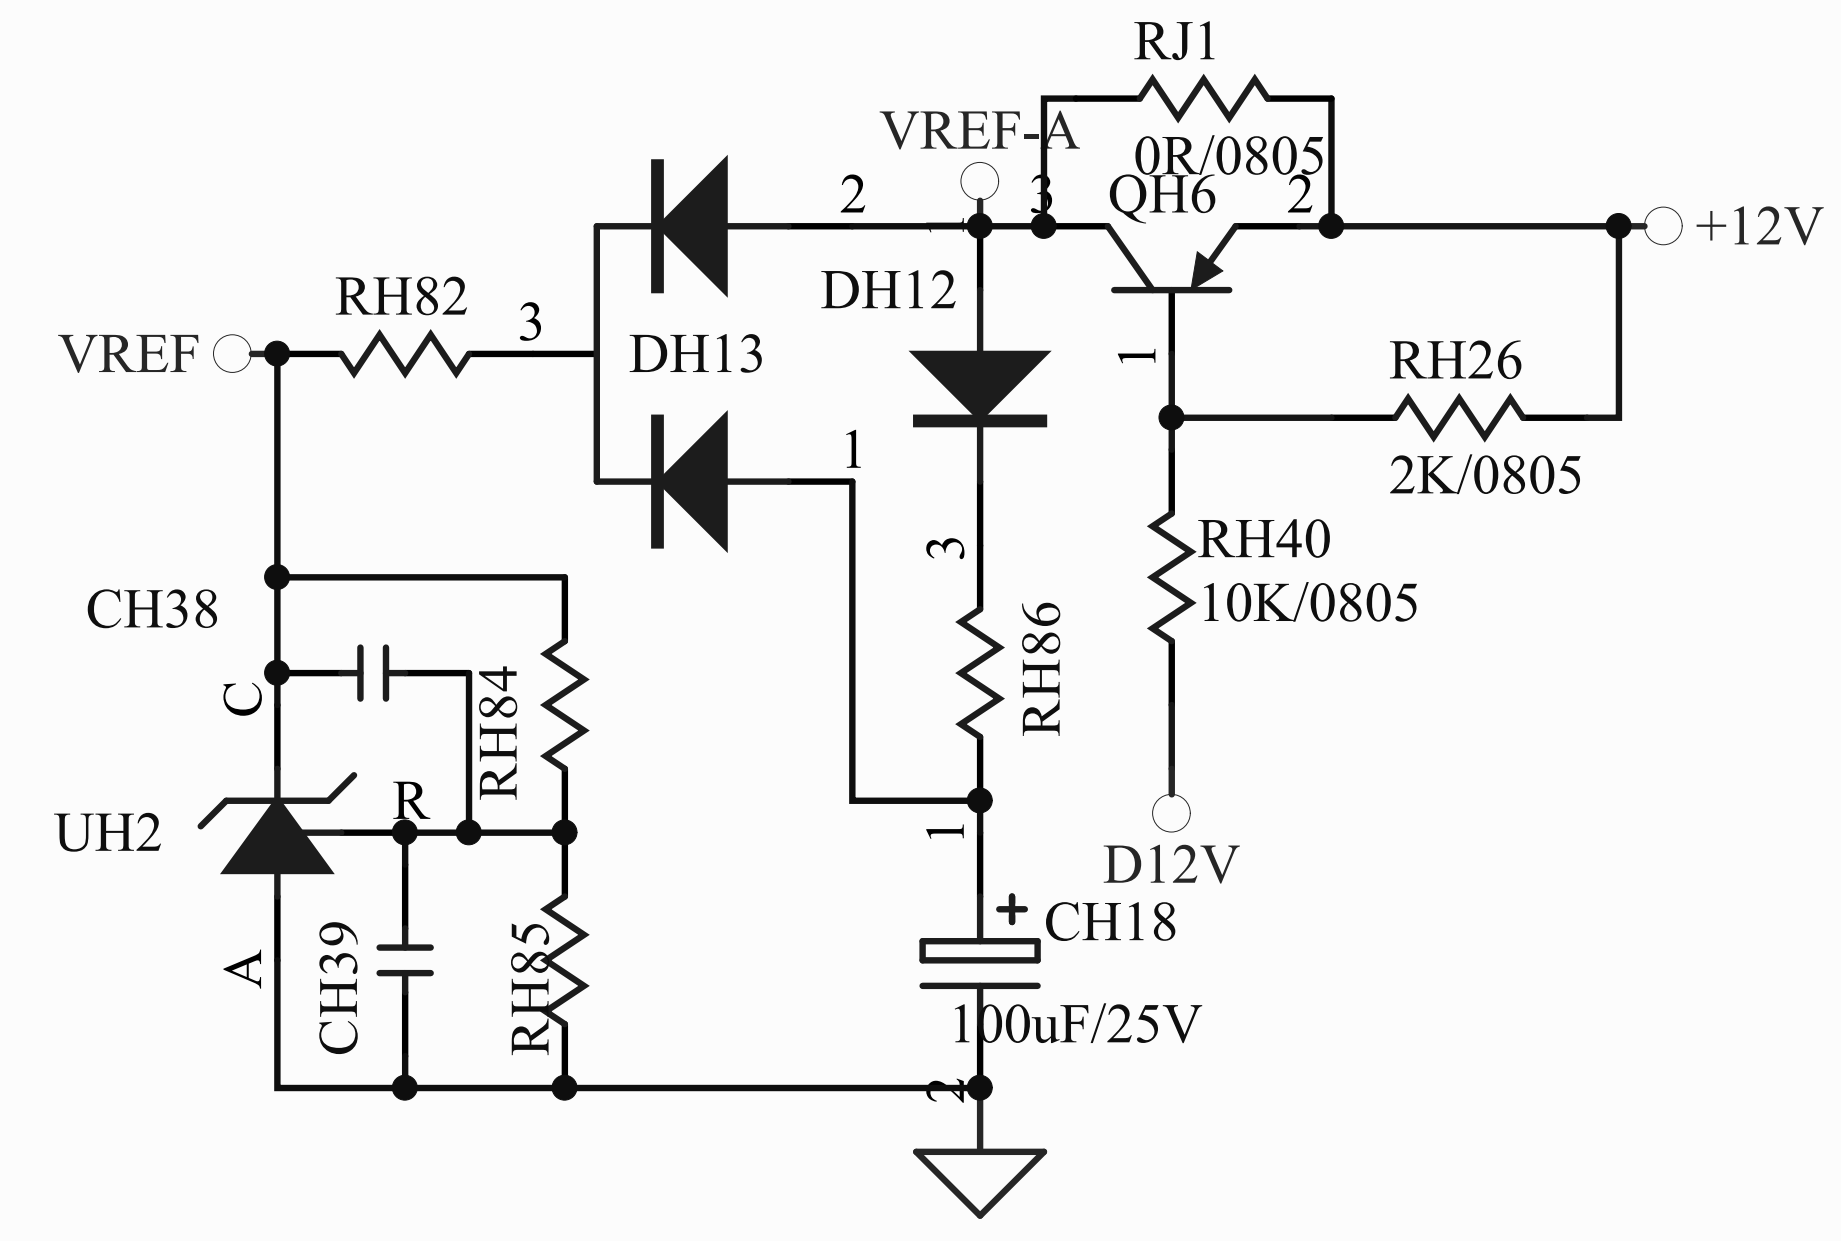 RJ1
VREF-A
0R/0805
2
3
QH6
2
+12V
1
DH12
RH82
3
VREF
DH13
1
RH26
1
2K/0805
3
RH40
10K/0805
CH38
RH86
C
RH84
R
UH2
1
D12V
CH18
A
CH39
RH85
100uF/25V
2